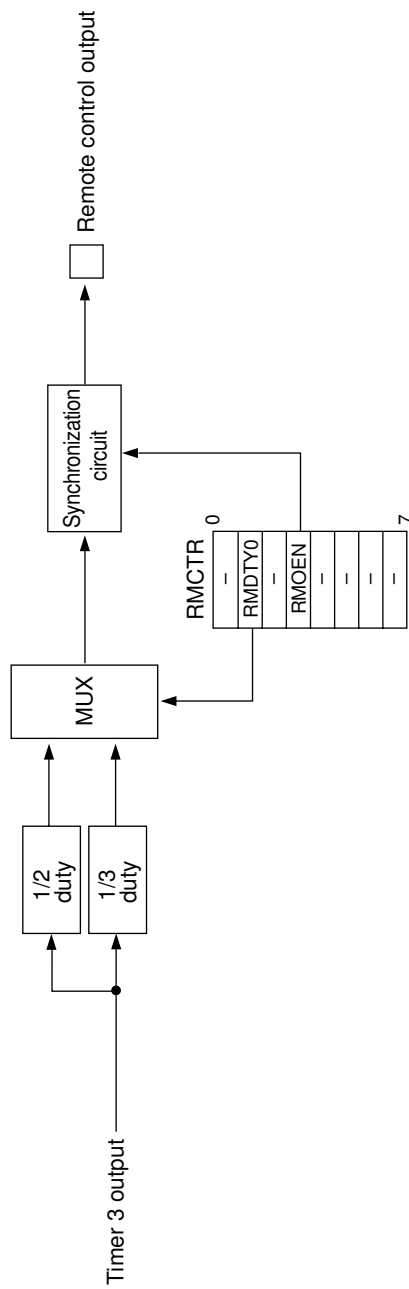 Timer 3 output
1/2
duty
1/3
duty
MUX
Synchronization
circuit
Remote control output
RMCTR
0
–
RMDTY0
–
RMOEN
–
–
–
–
7